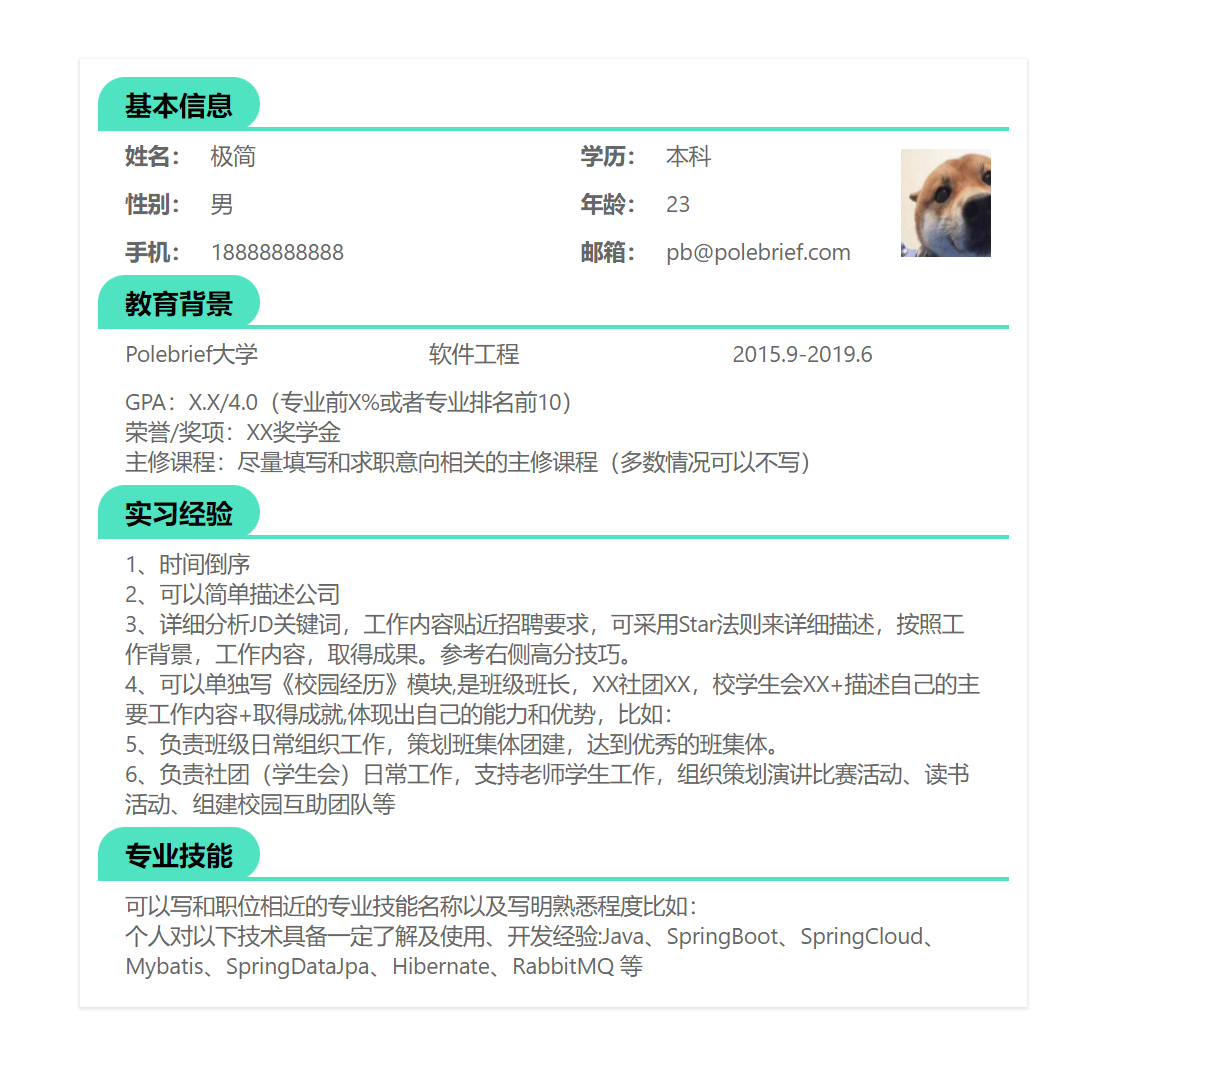 基本信息
姓名： 极简 学历： 本科
性别： 男 年龄： 23
手机： 18888888888 邮箱： pb@polebrief.com
教育背景
Polebrief大学 软件工程 2015.9-2019.6
GPA：X.X/4.0（专业前X%或者专业排名前10）
荣誉/奖项：XX奖学金
主修课程：尽量填写和求职意向相关的主修课程（多数情况可以不写）
实习经验
1、时间倒序
2、可以简单描述公司
3、详细分析JD关键词，工作内容贴近招聘要求，可采用Star法则来详细描述，按照工
作背景，工作内容，取得成果。参考右侧高分技巧。
4、可以单独写《校园经历》模块,是班级班长，XX社团XX，校学生会XX+描述自己的主
要工作内容+取得成就,体现出自己的能力和优势，比如：
5、负责班级日常组织工作，策划班集体团建，达到优秀的班集体。
6、负责社团（学生会）日常工作，支持老师学生工作，组织策划演讲比赛活动、读书
活动、组建校园互助团队等
专业技能
可以写和职位相近的专业技能名称以及写明熟悉程度比如：
个人对以下技术具备一定了解及使用、开发经验:Java、SpringBoot、SpringCloud、
Mybatis、SpringDataJpa、Hibernate、RabbitMQ 等